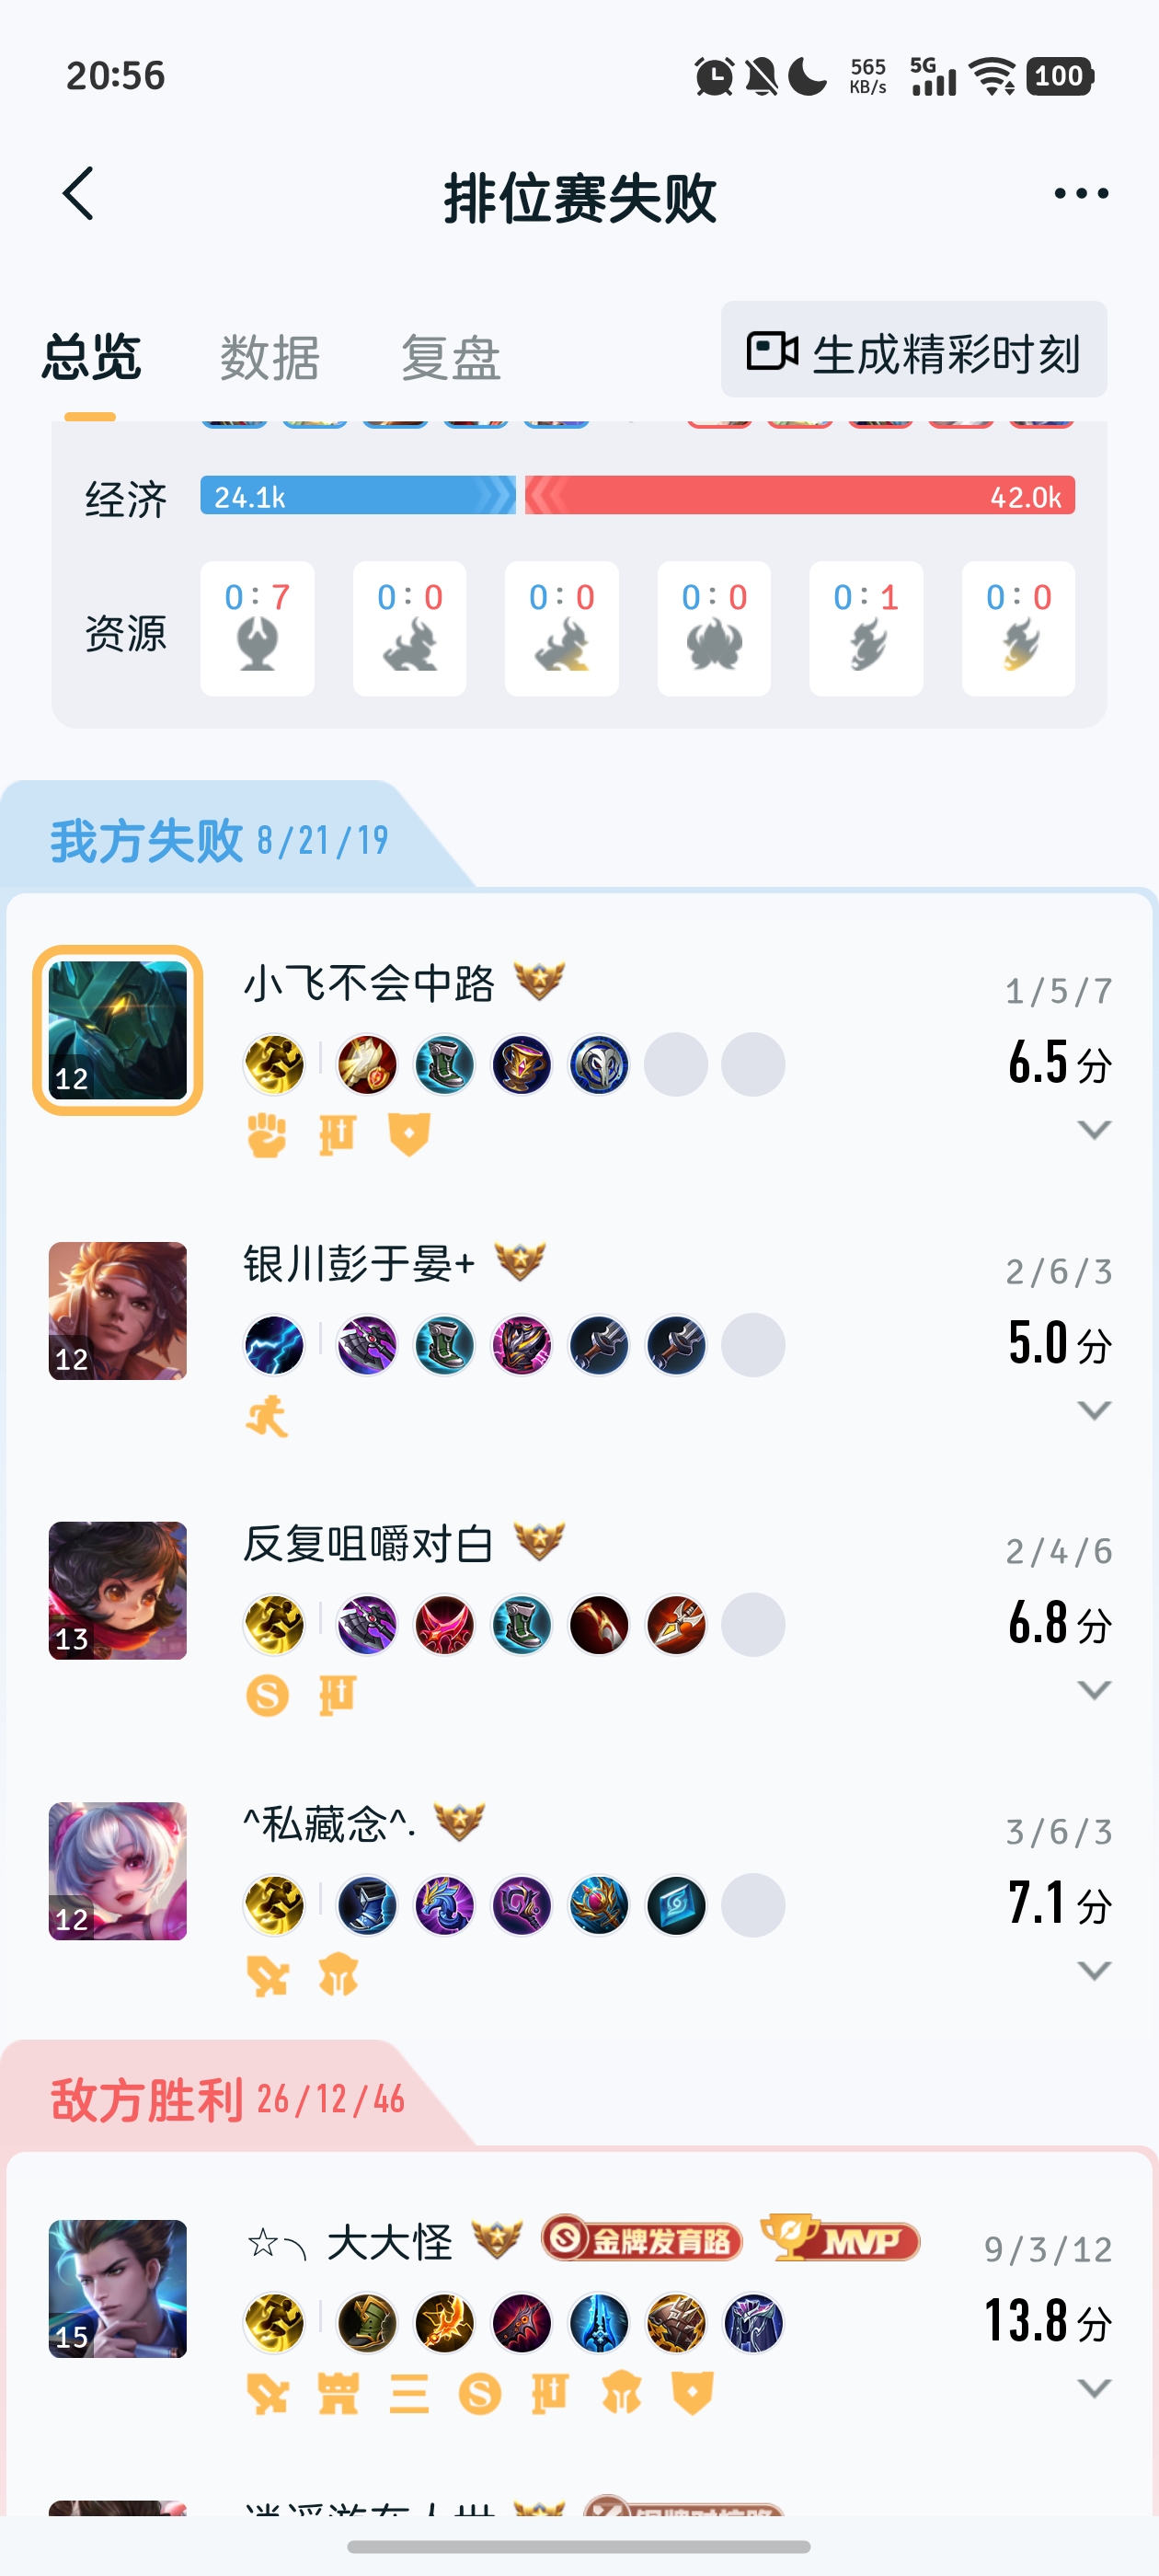 20:56
565 KB/s 5G 100
排位赛失败
总览 数据 复盘 生成精彩时刻
经济 24.1k 42.0k
资源 0:7 0:0 0:0 0:0 0:1 0:0
我方失败 8/21/19
小飞不会中路 1/5/7
12 6.5分
银川彭于晏+ 2/6/3
12 5.0分
反复咀嚼对白 2/4/6
13 6.8分
^私藏念^. 3/6/3
12 7.1分
敌方胜利 26/12/46
☆ヽ 大大怪 金牌发育路 MVP 9/3/12
15 13.8分